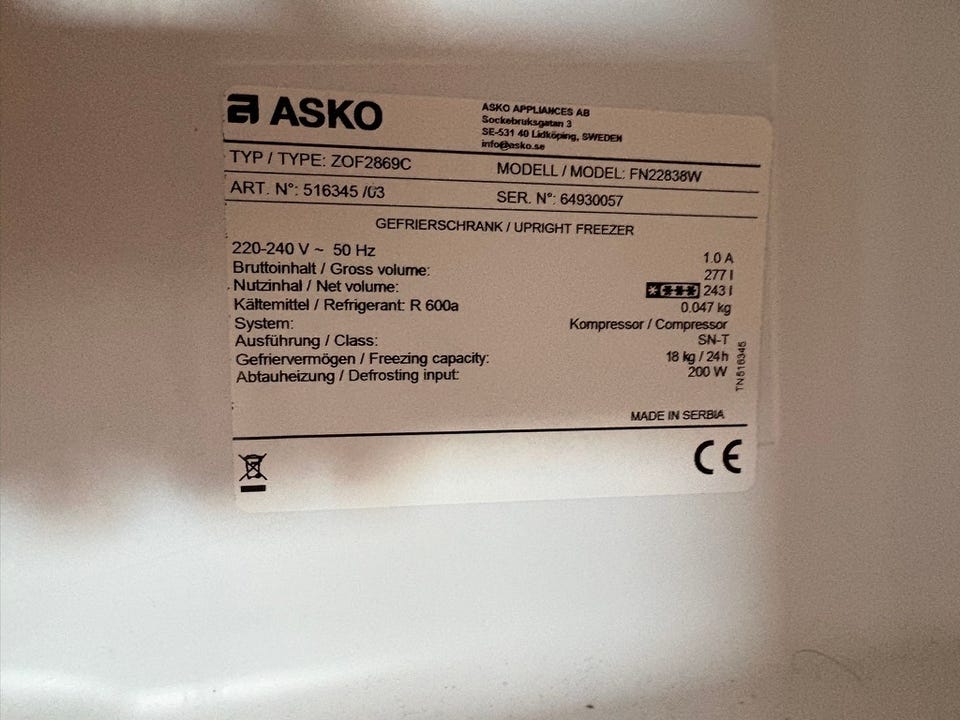 ASKO
ASKO APPLIANCES AB
Sockebruksgatan 3
SE-531 40 Lidköping, SWEDEN
info@asko.se
TYP / TYPE: ZOF2869C MODELL / MODEL: FN22838W
ART. N°: 516345 /03 SER. N°: 64930057
GEFRIERSCHRANK / UPRIGHT FREEZER
220-240 V ~ 50 Hz 1.0 A
Bruttoinhalt / Gross volume: 277 l
Nutzinhal / Net volume: 243 l
Kältemittel / Refrigerant: R 600a 0.047 kg
System: Kompressor / Compressor
Ausführung / Class: SN-T
Gefriervermögen / Freezing capacity: 18 kg / 24h
Abtauheizung / Defrosting input: 200 W
TN 516345
MADE IN SERBIA
CE